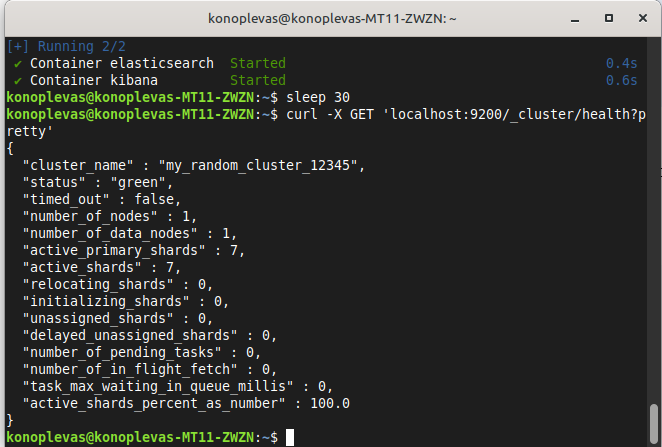 konoplevas@konoplevas-MT11-ZWZN: ~
[+] Running 2/2
✔ Container elasticsearch  Started  0.4s
✔ Container kibana         Started  0.6s
konoplevas@konoplevas-MT11-ZWZN:~$ sleep 30
konoplevas@konoplevas-MT11-ZWZN:~$ curl -X GET 'localhost:9200/_cluster/health?p
retty'
{
  "cluster_name" : "my_random_cluster_12345",
  "status" : "green",
  "timed_out" : false,
  "number_of_nodes" : 1,
  "number_of_data_nodes" : 1,
  "active_primary_shards" : 7,
  "active_shards" : 7,
  "relocating_shards" : 0,
  "initializing_shards" : 0,
  "unassigned_shards" : 0,
  "delayed_unassigned_shards" : 0,
  "number_of_pending_tasks" : 0,
  "number_of_in_flight_fetch" : 0,
  "task_max_waiting_in_queue_millis" : 0,
  "active_shards_percent_as_number" : 100.0
}
konoplevas@konoplevas-MT11-ZWZN:~$